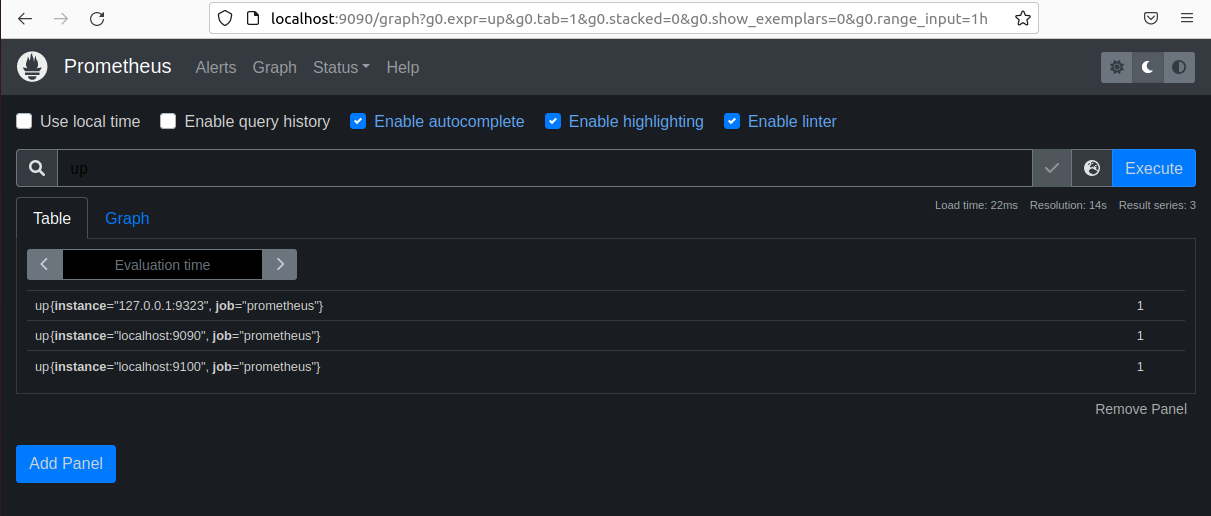 localhost:9090/graph?g0.expr=up&g0.tab=1&g0.stacked=0&g0.show_exemplars=0&g0.range_input=1h
Prometheus Alerts Graph Status Help
Use local time Enable query history Enable autocomplete Enable highlighting Enable linter
up Execute
Load time: 22ms Resolution: 14s Result series: 3
Table Graph
Evaluation time
up{instance="127.0.0.1:9323", job="prometheus"} 1
up{instance="localhost:9090", job="prometheus"} 1
up{instance="localhost:9100", job="prometheus"} 1
Remove Panel
Add Panel